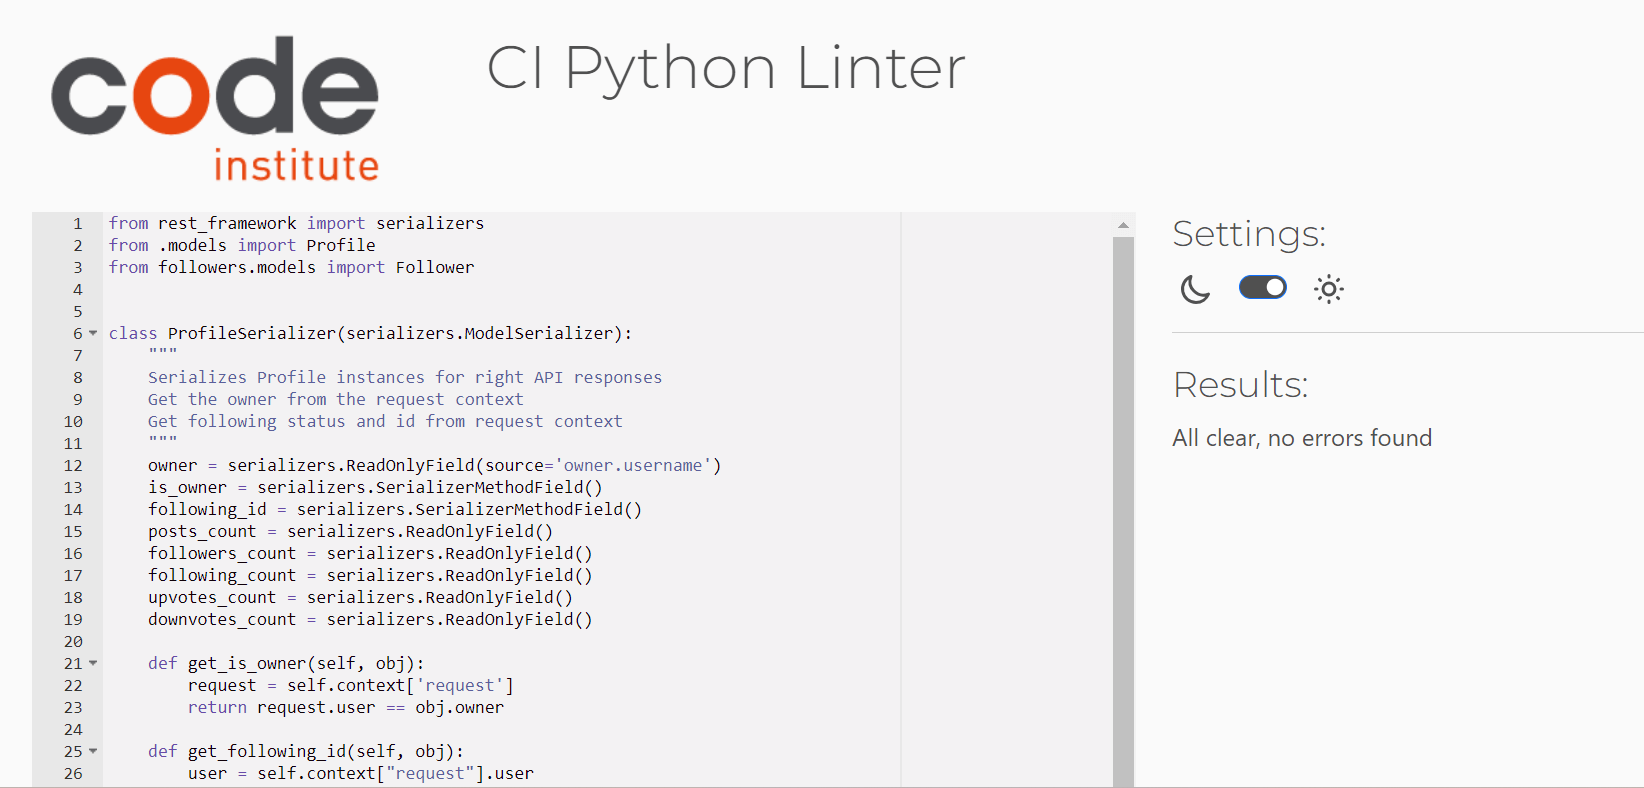 code
institute
CI Python Linter
1 from rest_framework import serializers
2 from .models import Profile
3 from followers.models import Follower
4
5
6 class ProfileSerializer(serializers.ModelSerializer):
7     """
8     Serializes Profile instances for right API responses
9     Get the owner from the request context
10     Get following status and id from request context
11     """
12     owner = serializers.ReadOnlyField(source='owner.username')
13     is_owner = serializers.SerializerMethodField()
14     following_id = serializers.SerializerMethodField()
15     posts_count = serializers.ReadOnlyField()
16     followers_count = serializers.ReadOnlyField()
17     following_count = serializers.ReadOnlyField()
18     upvotes_count = serializers.ReadOnlyField()
19     downvotes_count = serializers.ReadOnlyField()
20
21     def get_is_owner(self, obj):
22         request = self.context['request']
23         return request.user == obj.owner
24
25     def get_following_id(self, obj):
26         user = self.context["request"].user
Settings:
Results:
All clear, no errors found